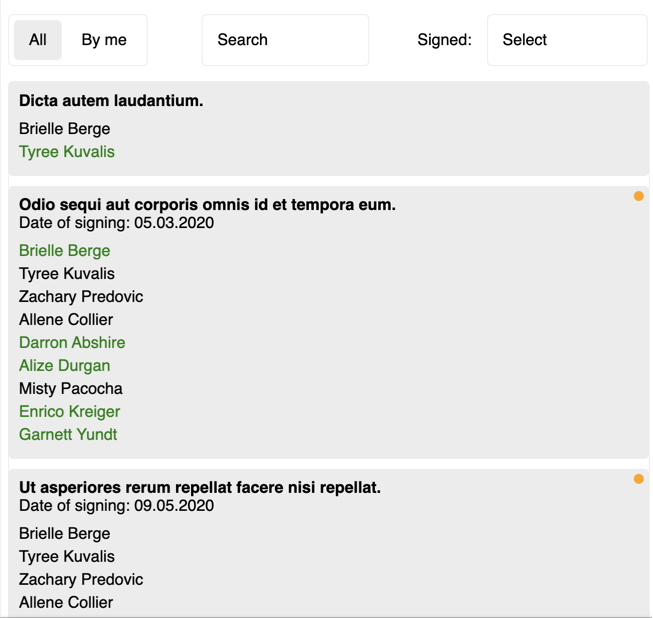 All By me Search Signed: Select
Dicta autem laudantium.
Brielle Berge
Tyree Kuvalis
Odio sequi aut corporis omnis id et tempora eum.
Date of signing: 05.03.2020
Brielle Berge
Tyree Kuvalis
Zachary Predovic
Allene Collier
Darron Abshire
Alize Durgan
Misty Pacocha
Enrico Kreiger
Garnett Yundt
Ut asperiores rerum repellat facere nisi repellat.
Date of signing: 09.05.2020
Brielle Berge
Tyree Kuvalis
Zachary Predovic
Allene Collier